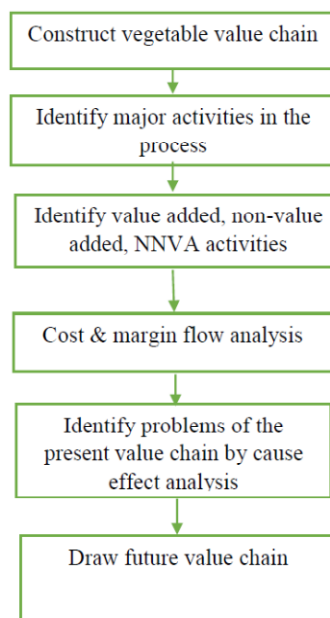 Construct vegetable value chain
Identify major activities in the
process
Identify value added, non-value
added, NNVA activities
Cost & margin flow analysis
Identify problems of the
present value chain by cause
effect analysis
Draw future value chain